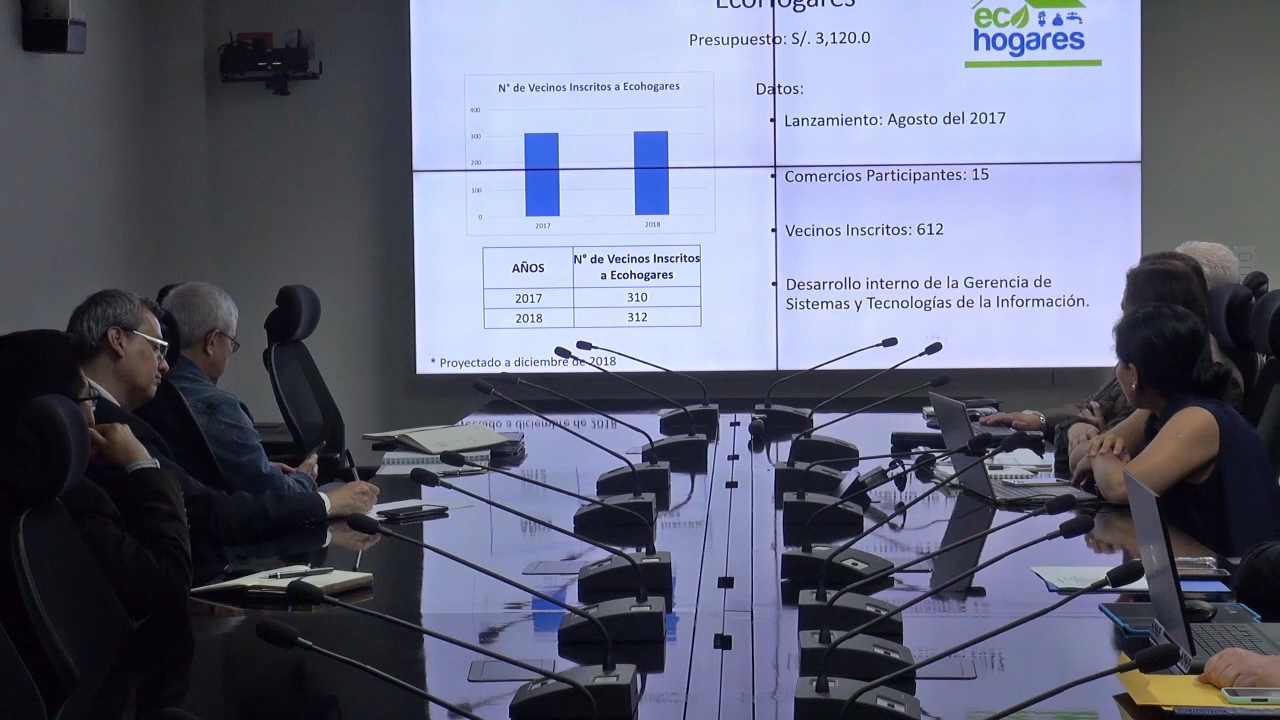 EcoHogares
Presupuesto: S/. 3,120.0
eco
hogares
N° de Vecinos Inscritos a Ecohogares
400
300
200
100
0
2017
2018
AÑOS
N° de Vecinos Inscritos
a Ecohogares
2017
310
2018
312
* Proyectado a diciembre de 2018
Datos:
• Lanzamiento: Agosto del 2017
• Comercios Participantes: 15
• Vecinos Inscritos: 612
• Desarrollo interno de la Gerencia de
Sistemas y Tecnologías de la Información.